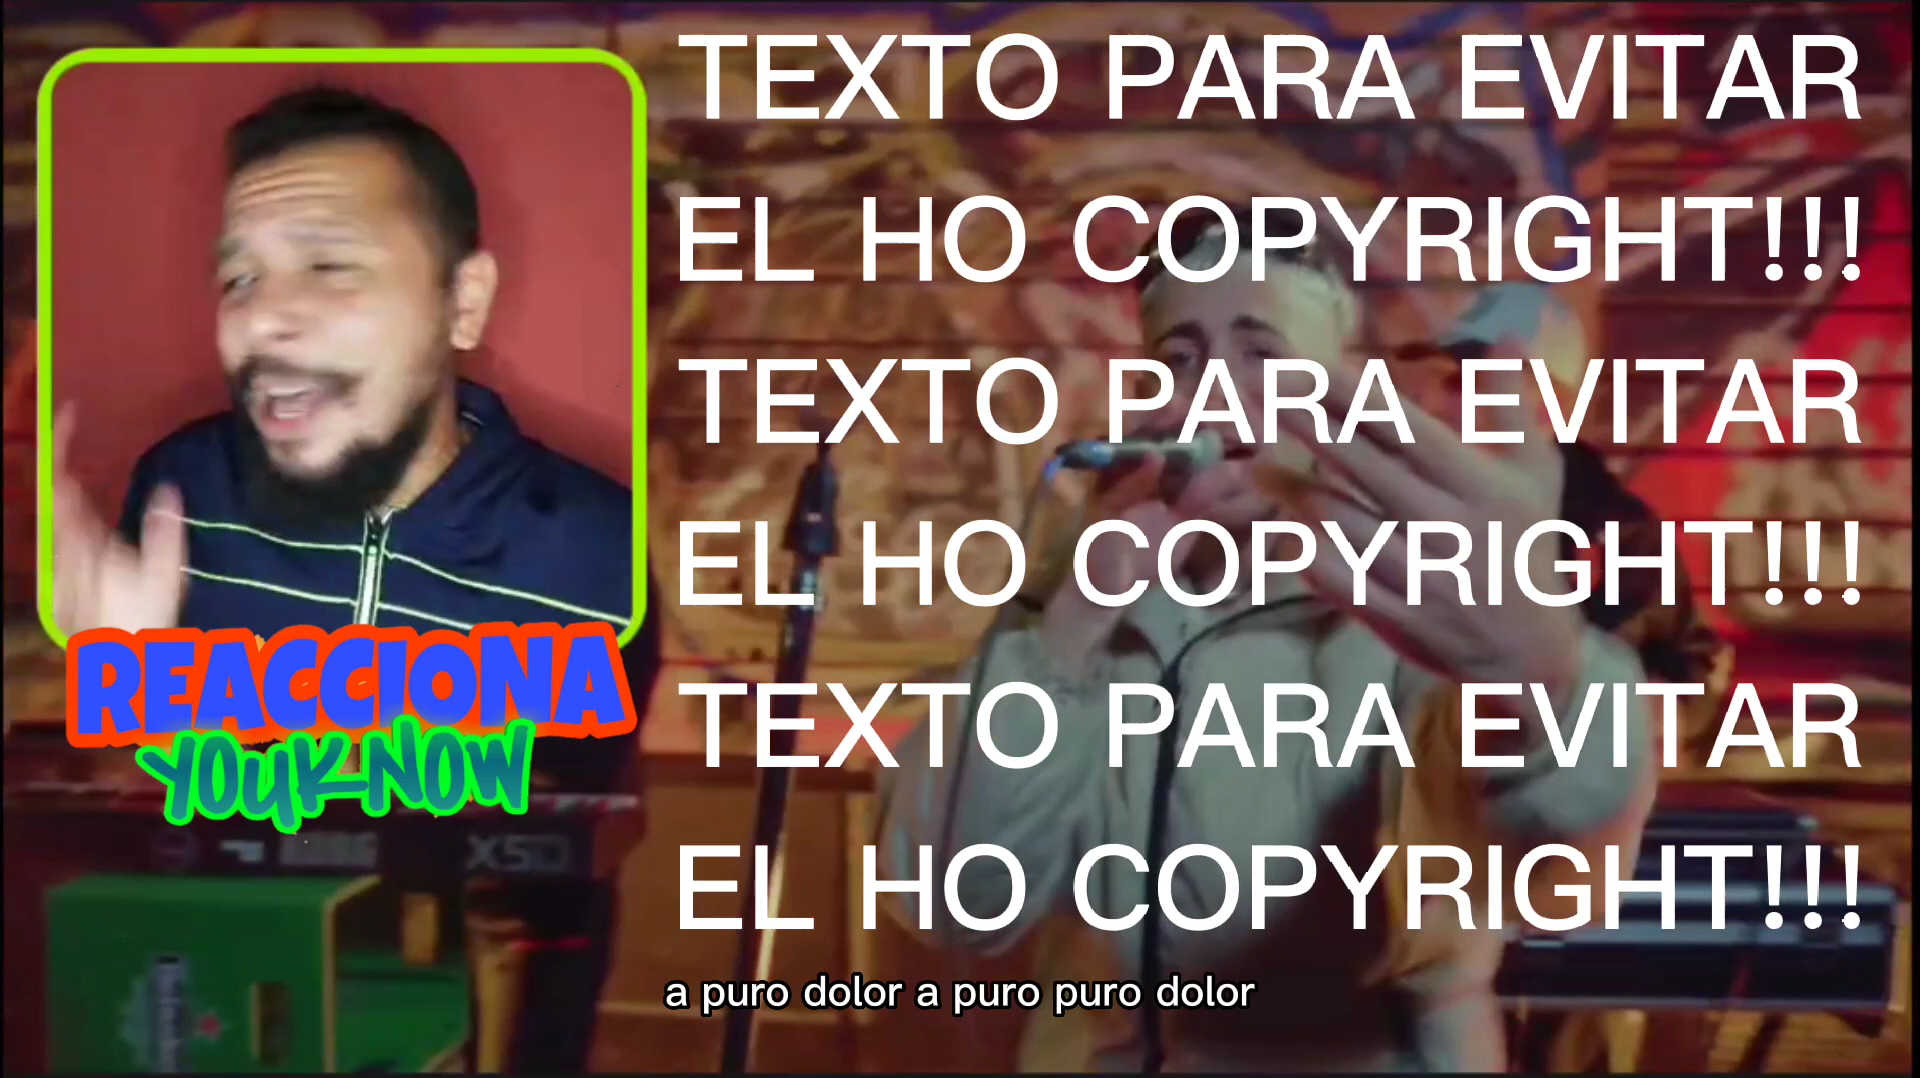 TEXTO PARA EVITAR
EL HO COPYRIGHT!!!
TEXTO PARA EVITAR
EL HO COPYRIGHT!!!
TEXTO PARA EVITAR
EL HO COPYRIGHT!!!
REACCIONA
YOUKNOW
X50
a puro dolor a puro puro dolor